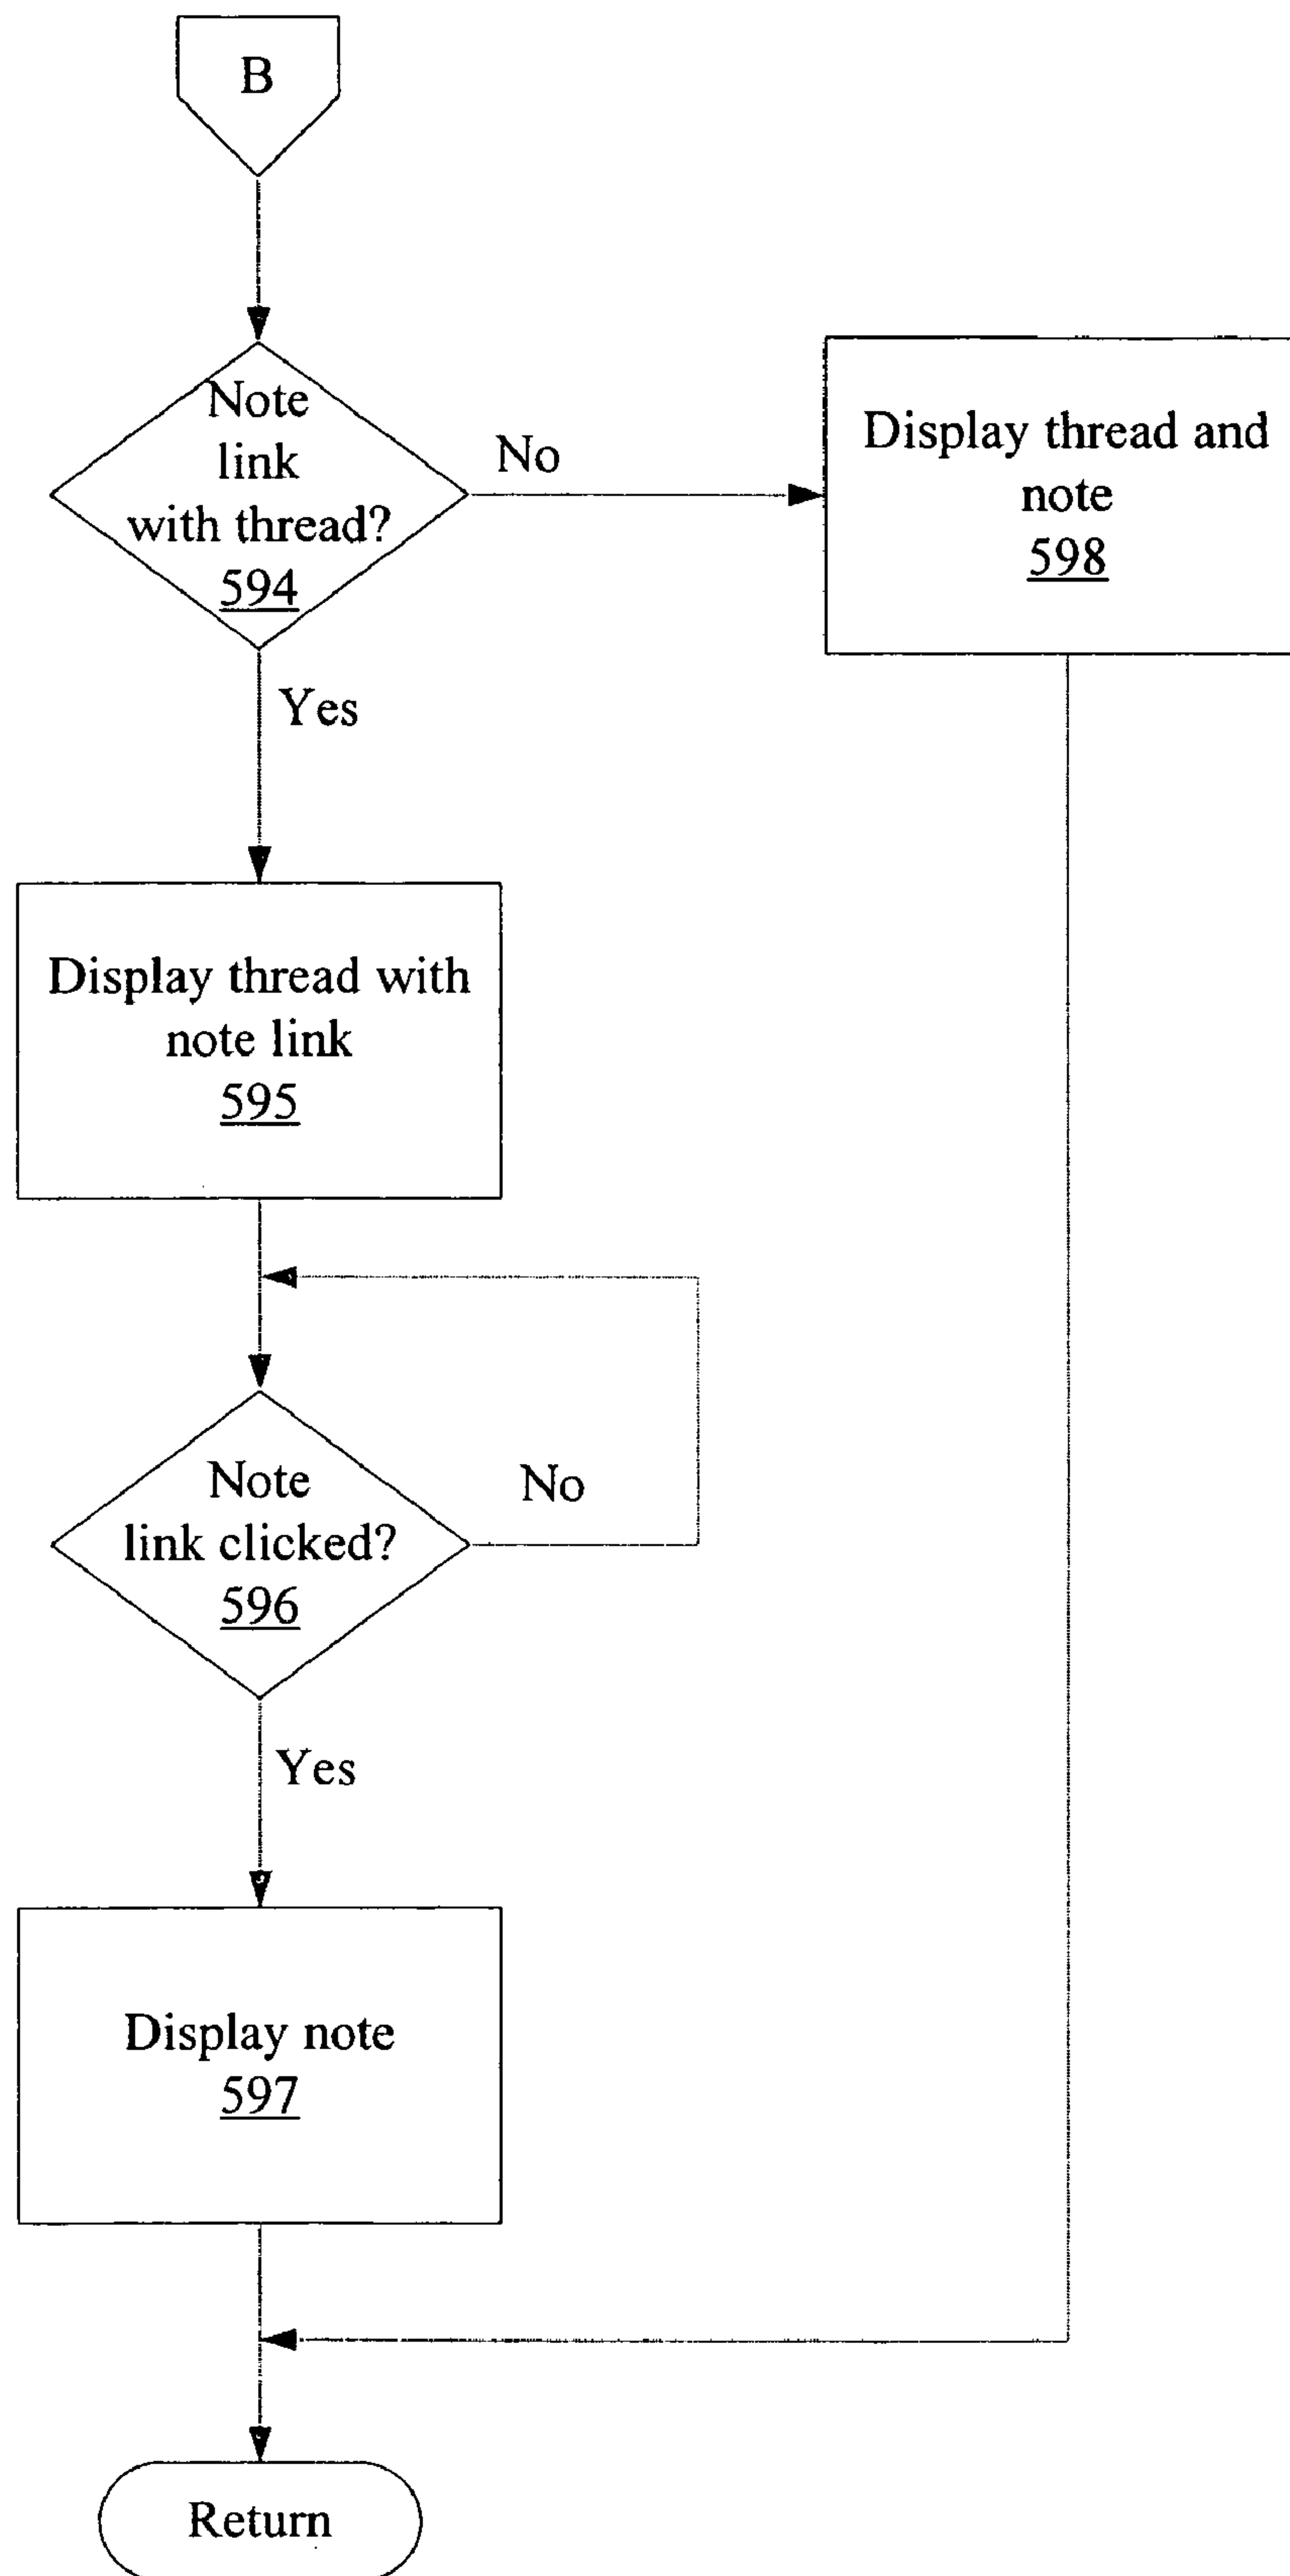 B
Note
link
with thread?
594
No
Display thread and
note
598
Yes
Display thread with
note link
595
Note
link clicked?
596
No
Yes
Display note
597
Return